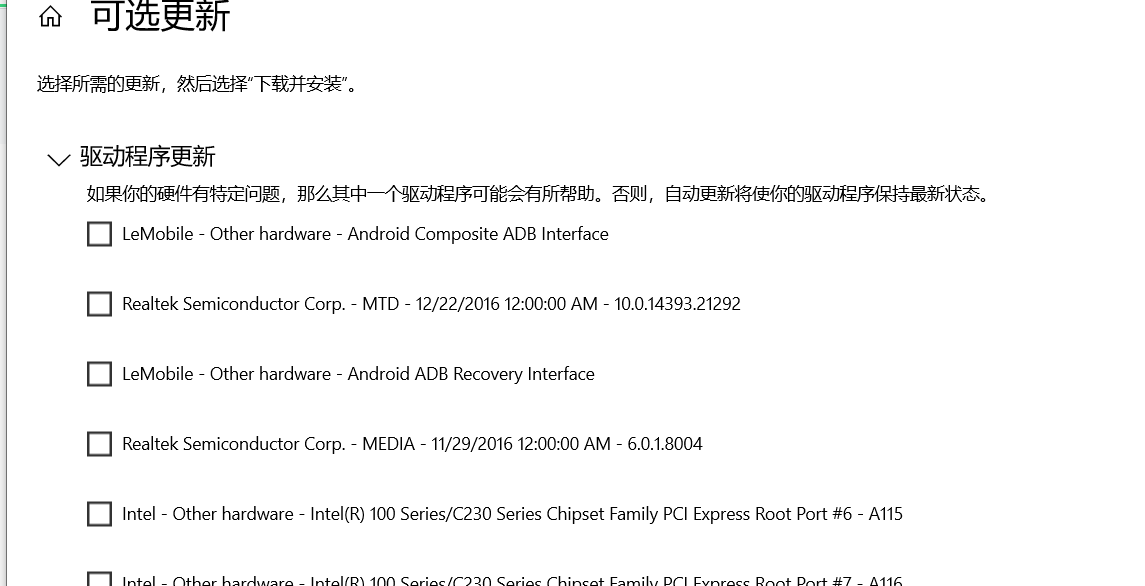 可选更新
选择所需的更新，然后选择“下载并安装”。
驱动程序更新
如果你的硬件有特定问题，那么其中一个驱动程序可能会有所帮助。否则，自动更新将使你的驱动程序保持最新状态。
LeMobile - Other hardware - Android Composite ADB Interface
Realtek Semiconductor Corp. - MTD - 12/22/2016 12:00:00 AM - 10.0.14393.21292
LeMobile - Other hardware - Android ADB Recovery Interface
Realtek Semiconductor Corp. - MEDIA - 11/29/2016 12:00:00 AM - 6.0.1.8004
Intel - Other hardware - Intel(R) 100 Series/C230 Series Chipset Family PCI Express Root Port #6 - A115
Intel - Other hardware - Intel(R) 100 Series/C230 Series Chipset Family PCI Express Root Port #7 - A116